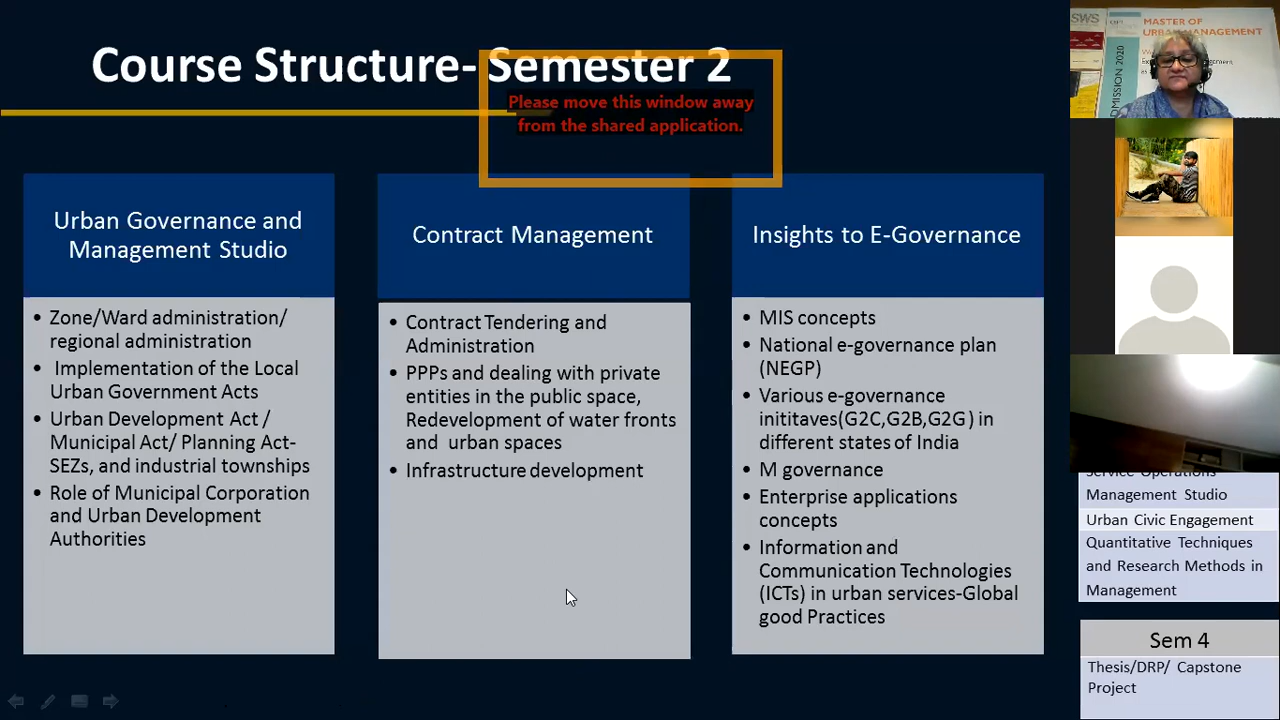 Course Structure- Semester 2
Please move this window away
from the shared application.
Urban Governance and
Management Studio
• Zone/Ward administration/
regional administration
• Implementation of the Local
Urban Government Acts
• Urban Development Act /
Municipal Act/ Planning Act-
SEZs, and industrial townships
• Role of Municipal Corporation
and Urban Development
Authorities
Contract Management
• Contract Tendering and
Administration
• PPPs and dealing with private
entities in the public space,
Redevelopment of water fronts
and urban spaces
• Infrastructure development
Insights to E-Governance
• MIS concepts
• National e-governance plan
(NEGP)
• Various e-governance
inititaves(G2C,G2B,G2G) in
different states of India
• M governance
• Enterprise applications
concepts
• Information and
Communication Technologies
(ICTs) in urban services-Global
good Practices
SWS
MASTER OF
URBAN MANAGEMENT
ADMISSION 2020
Service Operations
Management Studio
Urban Civic Engagement
Quantitative Techniques
and Research Methods in
Management
Sem 4
Thesis/DRP/ Capstone
Project